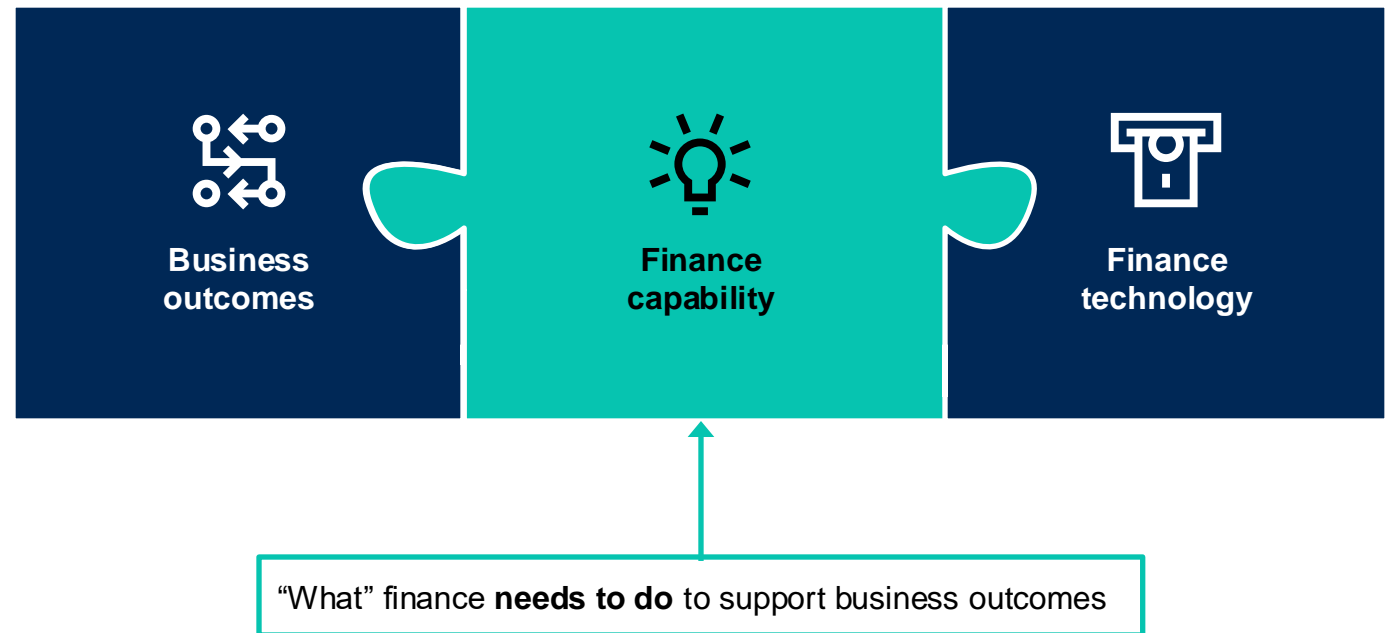 Business
outcomes
Finance
capability
Finance
technology
“What” finance needs to do to support business outcomes